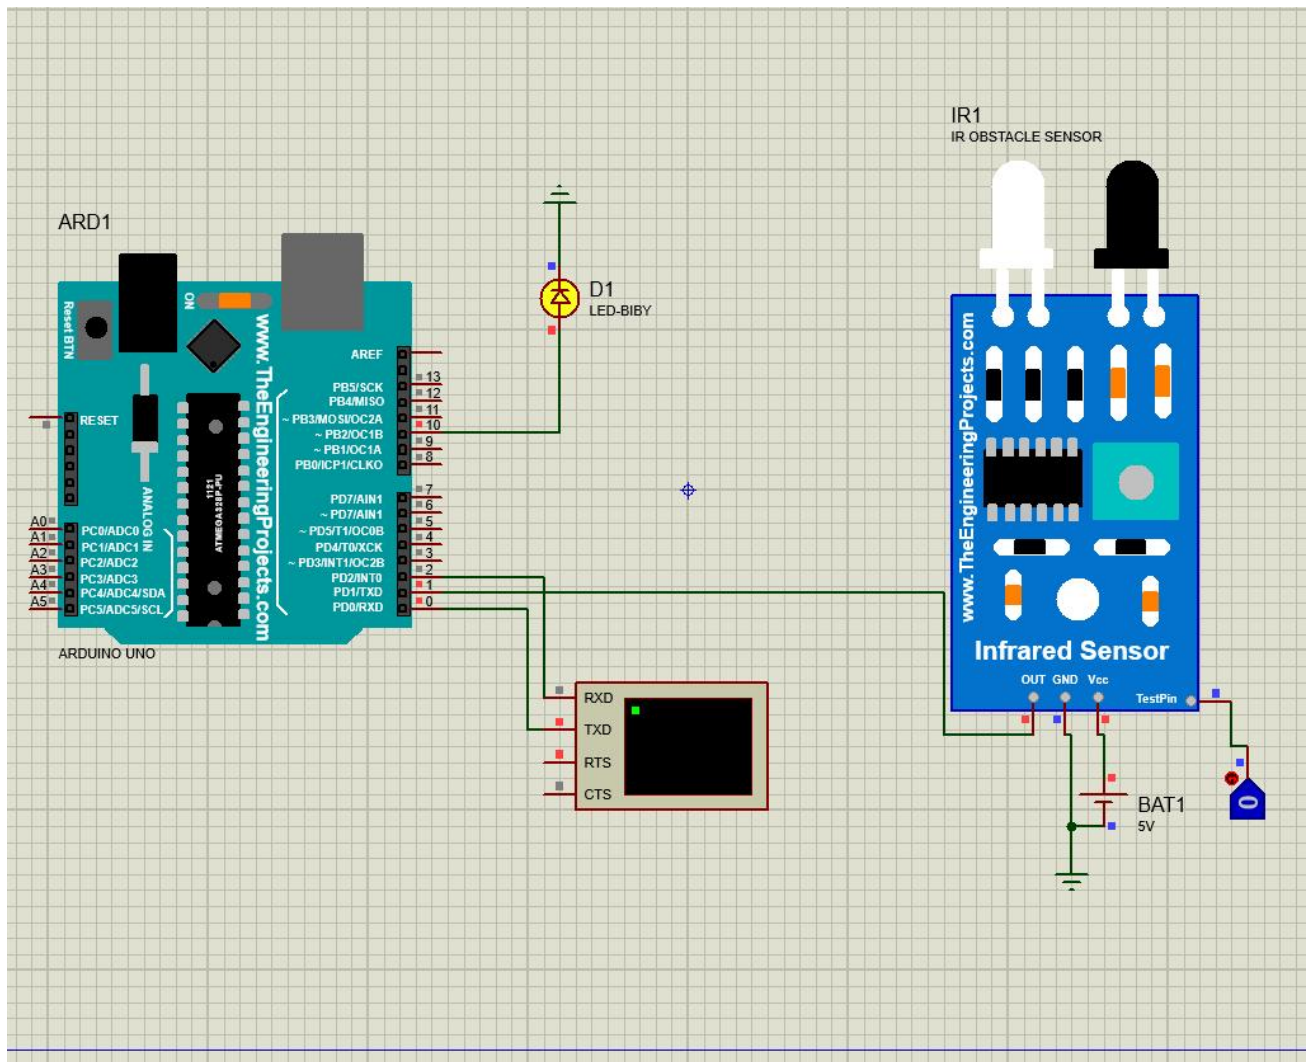 ARD1
Reset BTN
ON
www.TheEngineeringProjects.com
ANALOG IN
1121
ATMEGA328P-PU
RESET
A0
PC0/ADC0
A1
PC1/ADC1
A2
PC2/ADC2
A3
PC3/ADC3
A4
PC4/ADC4/SDA
A5
PC5/ADC5/SCL
AREF
PB5/SCK 13
PB4/MISO 12
~ PB3/MOSI/OC2A 11
~ PB2/OC1B 10
~ PB1/OC1A 9
PB0/ICP1/CLKO 8
PD7/AIN1 7
~ PD7/AIN1 6
~ PD5/T1/OC0B 5
PD4/T0/XCK 4
~ PD3/INT1/OC2B 3
PD2/INT0 2
PD1/TXD 1
PD0/RXD 0
ARDUINO UNO
D1
LED-BIBY
RXD
TXD
RTS
CTS
IR1
IR OBSTACLE SENSOR
www.TheEngineeringProjects.com
Infrared Sensor
OUT GND Vcc
TestPin
BAT1
5V
0